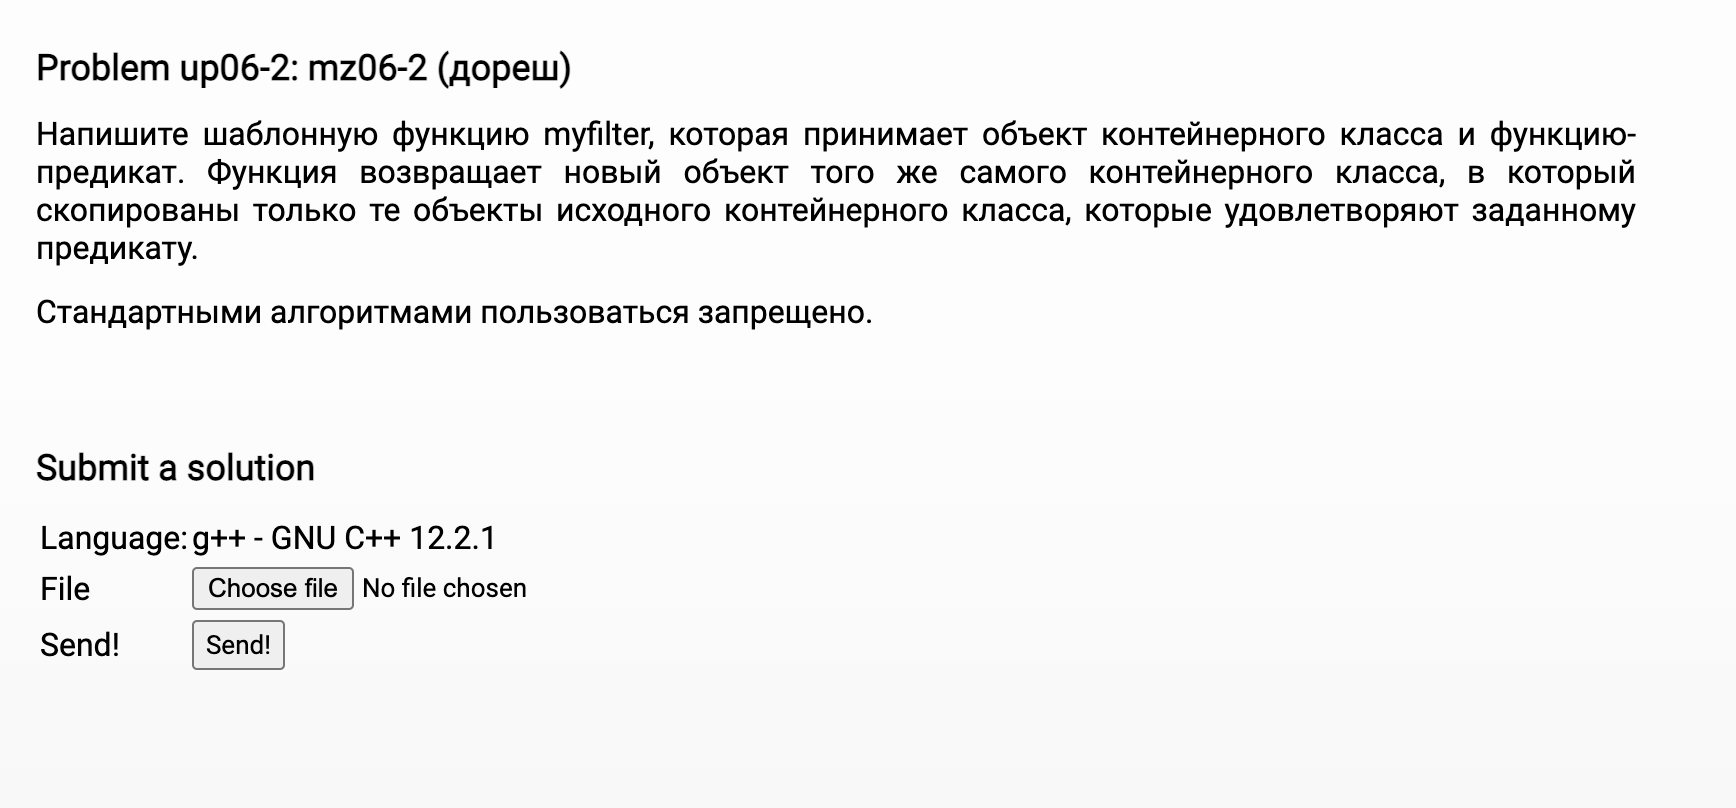 Problem up06-2: mz06-2 (дореш)
Напишите шаблонную функцию myfilter, которая принимает объект контейнерного класса и функцию-
предикат. Функция возвращает новый объект того же самого контейнерного класса, в который
скопированы только те объекты исходного контейнерного класса, которые удовлетворяют заданному
предикату.
Стандартными алгоритмами пользоваться запрещено.
Submit a solution
Language: g++ - GNU C++ 12.2.1
File Choose file No file chosen
Send! Send!